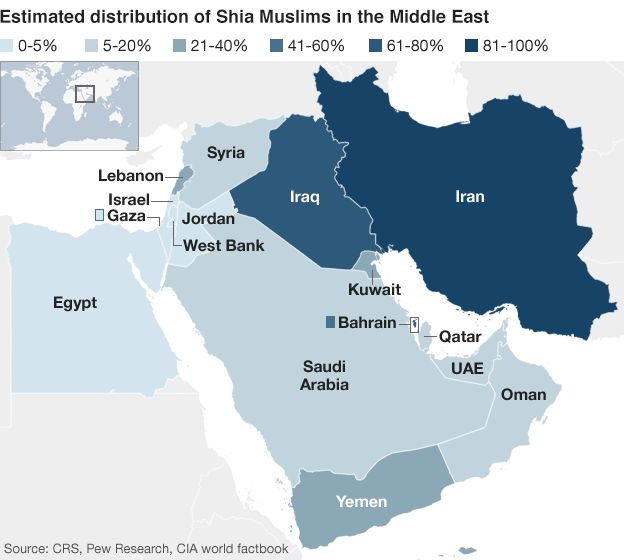 Estimated distribution of Shia Muslims in the Middle East
0-5% 5-20% 21-40% 41-60% 61-80% 81-100%
Syria
Lebanon
Iraq
Iran
Israel
Gaza
Jordan
West Bank
Kuwait
Egypt
Bahrain
Qatar
Saudi
Arabia
UAE
Oman
Yemen
Source: CRS, Pew Research, CIA world factbook